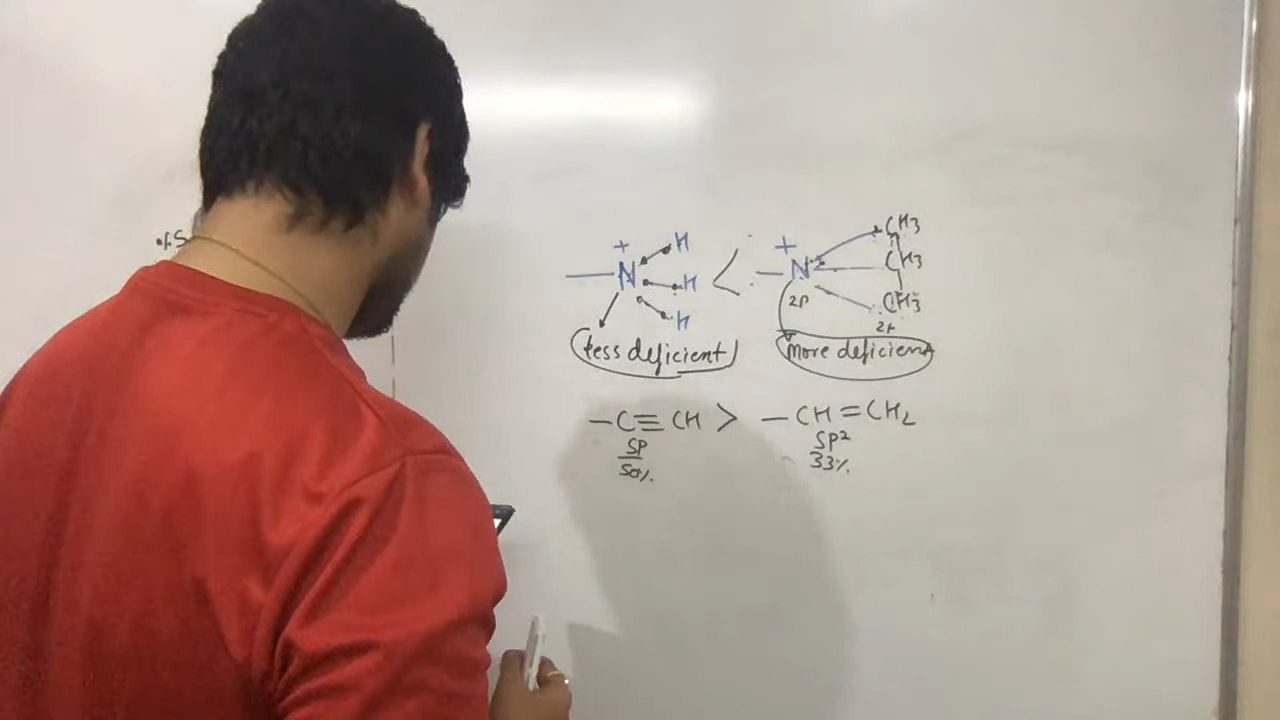 + H + CH3
—N H < —N CH3
H 2P CH3
2P
less deficient More deficient
—C≡CH > —CH=CH2
SP SP²
50% 33%